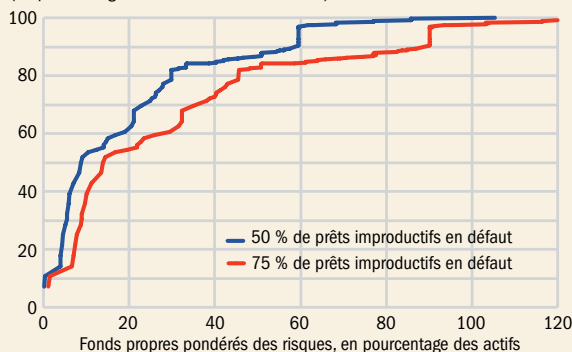 100
80
60
40
20
0
50 % de prêts improductifs en défaut
75 % de prêts improductifs en défaut
0 20 40 60 80 100 120
Fonds propres pondérés des risques, en pourcentage des actifs